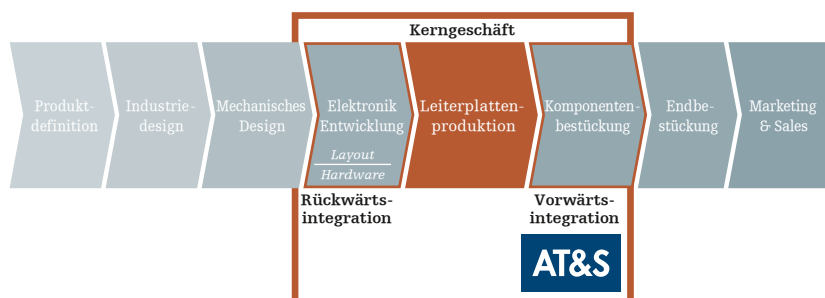 Kerngeschäft
Produkt-
definition
Industrie-
design
Mechanisches
Design
Elektronik
Entwicklung
Layout
Hardware
Leiterplatten-
produktion
Komponenten-
bestückung
Endbe-
stückung
Marketing
& Sales
Rückwärts-
integration
Vorwärts-
integration
AT&S